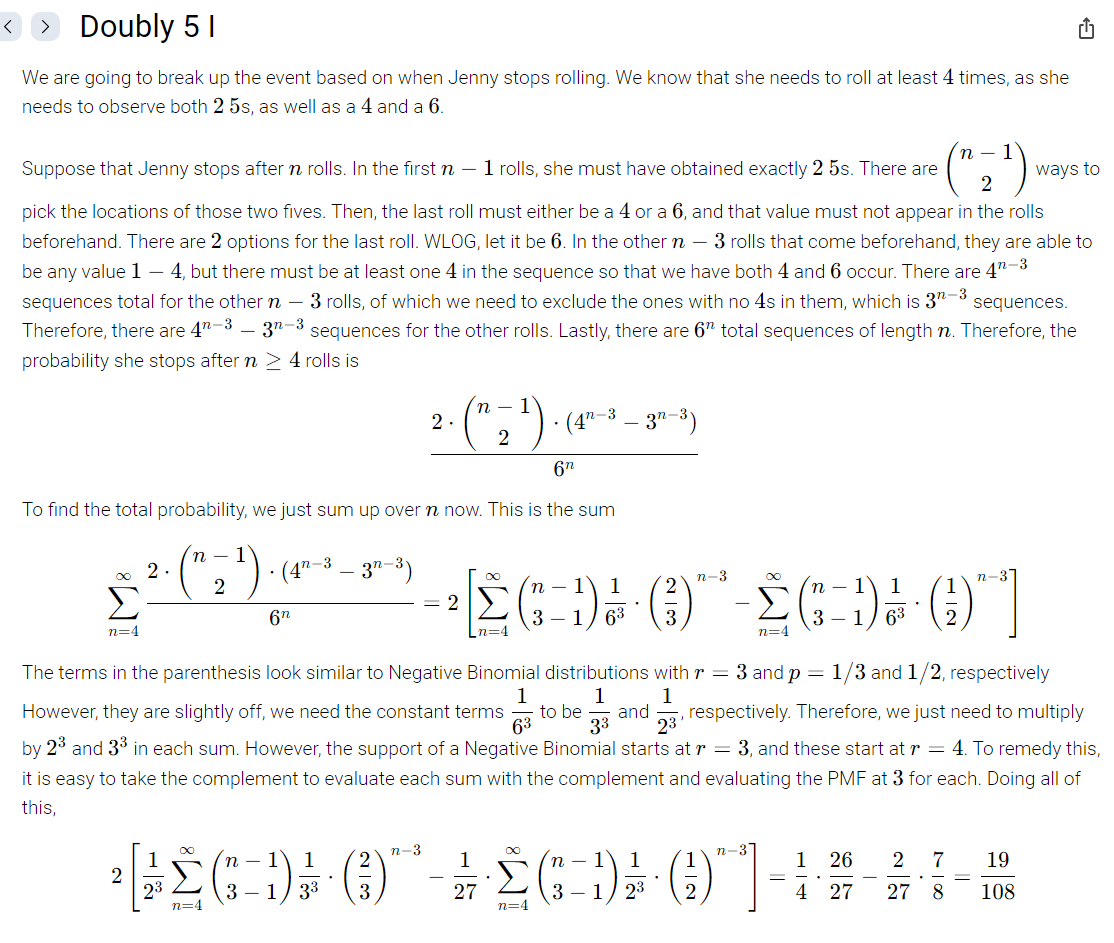 Doubly 5 I
We are going to break up the event based on when Jenny stops rolling. We know that she needs to roll at least 4 times, as she
needs to observe both 2 5s, as well as a 4 and a 6.
Suppose that Jenny stops after $n$ rolls. In the first $n - 1$ rolls, she must have obtained exactly 2 5s. There are $\binom{n-1}{2}$ ways to
pick the locations of those two fives. Then, the last roll must either be a 4 or a 6, and that value must not appear in the rolls
beforehand. There are 2 options for the last roll. WLOG, let it be 6. In the other $n - 3$ rolls that come beforehand, they are able to
be any value $1 - 4$, but there must be at least one 4 in the sequence so that we have both 4 and 6 occur. There are $4^{n-3}$
sequences total for the other $n - 3$ rolls, of which we need to exclude the ones with no 4s in them, which is $3^{n-3}$ sequences.
Therefore, there are $4^{n-3} - 3^{n-3}$ sequences for the other rolls. Lastly, there are $6^n$ total sequences of length $n$. Therefore, the
probability she stops after $n \geq 4$ rolls is
$\frac{2 \cdot \binom{n-1}{2} \cdot (4^{n-3} - 3^{n-3})}{6^n}$
To find the total probability, we just sum up over $n$ now. This is the sum
$\sum_{n=4}^{\infty} \frac{2 \cdot \binom{n-1}{2} \cdot (4^{n-3} - 3^{n-3})}{6^n} = 2 \left[ \sum_{n=4}^{\infty} \binom{n-1}{3-1} \frac{1}{6^3} \cdot \left(\frac{2}{3}\right)^{n-3} - \sum_{n=4}^{\infty} \binom{n-1}{3-1} \frac{1}{6^3} \cdot \left(\frac{1}{2}\right)^{n-3} \right]$
The terms in the parenthesis look similar to Negative Binomial distributions with $r = 3$ and $p = 1/3$ and $1/2$, respectively
However, they are slightly off, we need the constant terms $\frac{1}{6^3}$ to be $\frac{1}{3^3}$ and $\frac{1}{2^3}$, respectively. Therefore, we just need to multiply
by $2^3$ and $3^3$ in each sum. However, the support of a Negative Binomial starts at $r = 3$, and these start at $r = 4$. To remedy this,
it is easy to take the complement to evaluate each sum with the complement and evaluating the PMF at 3 for each. Doing all of
this,
$2 \left[ \frac{1}{2^3} \sum_{n=4}^{\infty} \binom{n-1}{3-1} \frac{1}{3^3} \cdot \left(\frac{2}{3}\right)^{n-3} - \frac{1}{27} \cdot \sum_{n=4}^{\infty} \binom{n-1}{3-1} \frac{1}{2^3} \cdot \left(\frac{1}{2}\right)^{n-3} \right] = \frac{1}{4} \cdot \frac{26}{27} - \frac{2}{27} \cdot \frac{7}{8} = \frac{19}{108}$